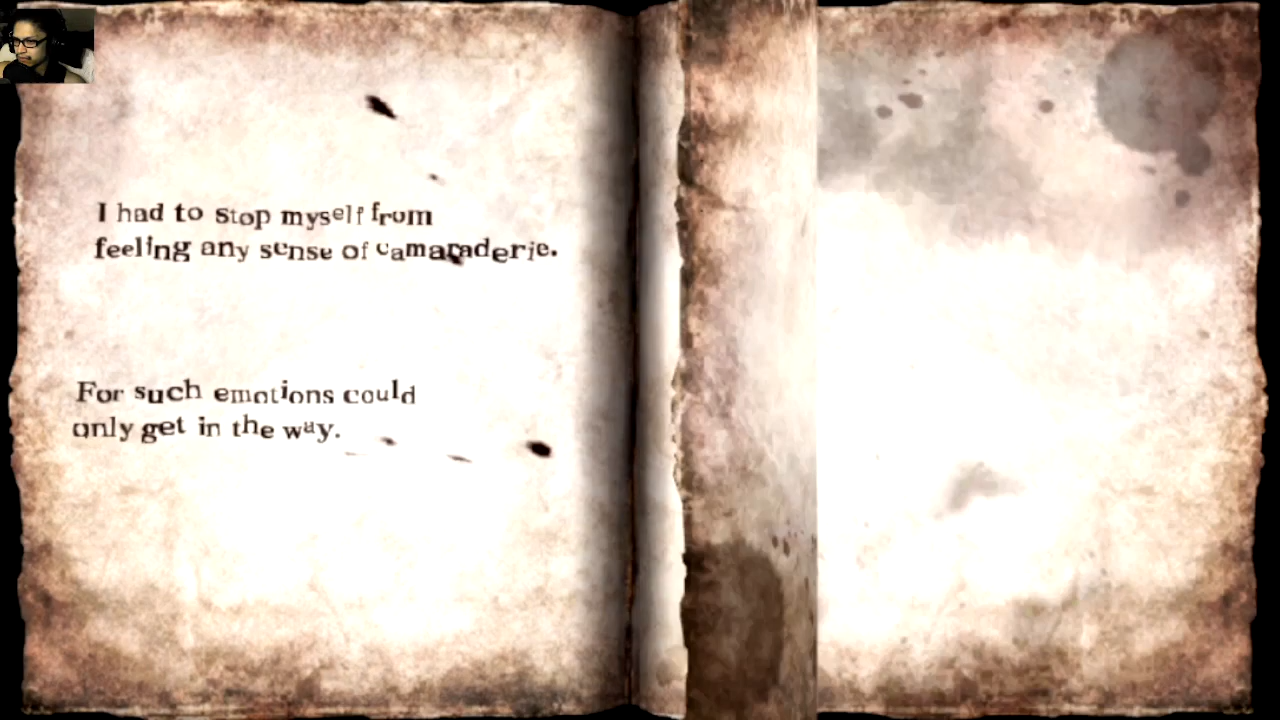 I had to stop myself from
feeling any sense of camaraderie.
For such emotions could
only get in the way.